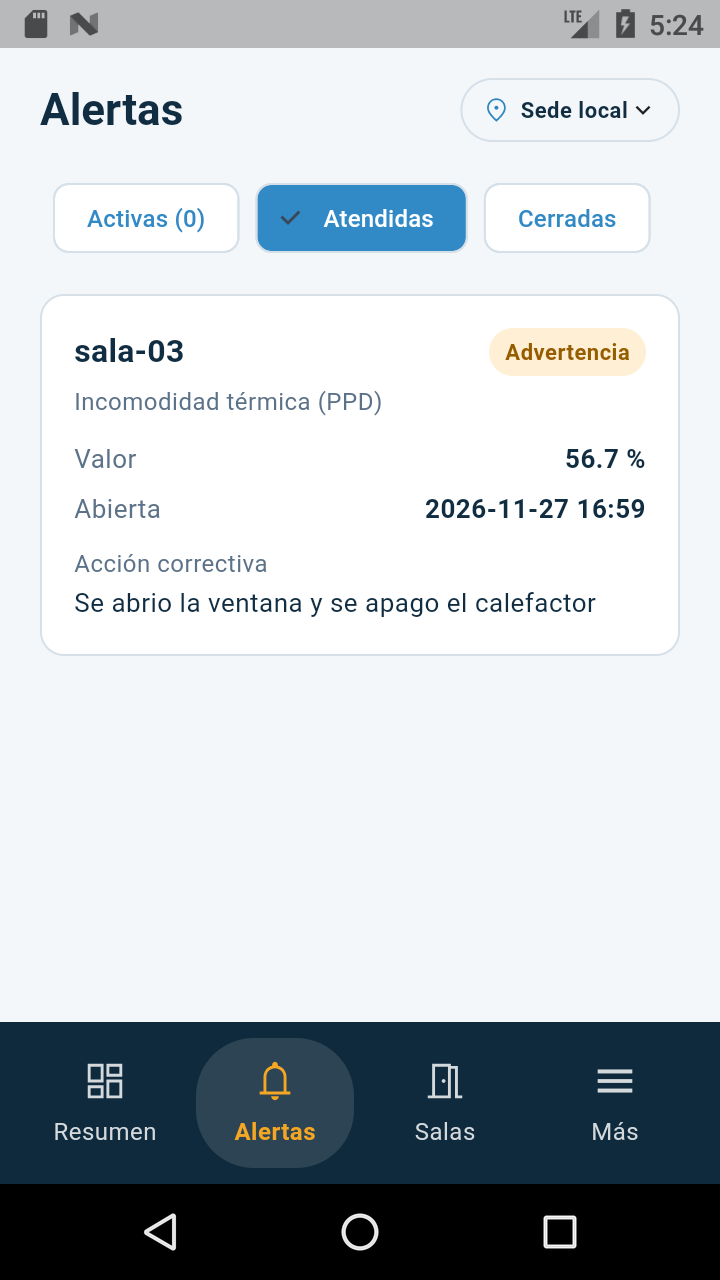 LTE 5:24
Alertas
Sede local
Activas (0)
Atendidas
Cerradas
sala-03
Advertencia
Incomodidad térmica (PPD)
Valor 56.7 %
Abierta 2026-11-27 16:59
Acción correctiva
Se abrio la ventana y se apago el calefactor
Resumen
Alertas
Salas
Más